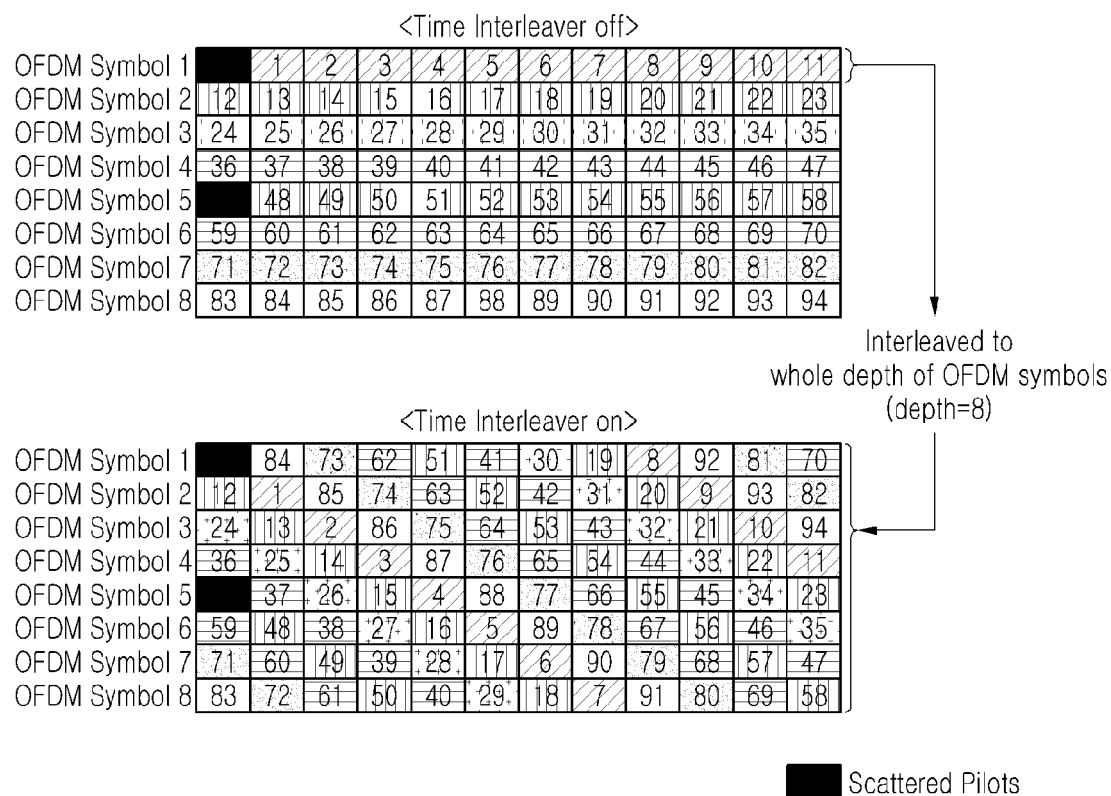 <Time Interleaver off>
OFDM Symbol 1 1 2 3 4 5 6 7 8 9 10 11
OFDM Symbol 2 12 13 14 15 16 17 18 19 20 21 22 23
OFDM Symbol 3 24 25 26 27 28 29 30 31 32 33 34 35
OFDM Symbol 4 36 37 38 39 40 41 42 43 44 45 46 47
OFDM Symbol 5 48 49 50 51 52 53 54 55 56 57 58
OFDM Symbol 6 59 60 61 62 63 64 65 66 67 68 69 70
OFDM Symbol 7 71 72 73 74 75 76 77 78 79 80 81 82
OFDM Symbol 8 83 84 85 86 87 88 89 90 91 92 93 94
Interleaved to
whole depth of OFDM symbols
(depth=8)
<Time Interleaver on>
OFDM Symbol 1 84 73 62 51 41 30 19 8 92 81 70
OFDM Symbol 2 12 1 85 74 63 52 42 31 20 9 93 82
OFDM Symbol 3 24 13 2 86 75 64 53 43 32 21 10 94
OFDM Symbol 4 36 25 14 3 87 76 65 54 44 33 22 11
OFDM Symbol 5 37 26 15 4 88 77 66 55 45 34 23
OFDM Symbol 6 59 48 38 27 16 5 89 78 67 56 46 35
OFDM Symbol 7 71 60 49 39 28 17 6 90 79 68 57 47
OFDM Symbol 8 83 72 61 50 40 29 18 7 91 80 69 58
Scattered Pilots